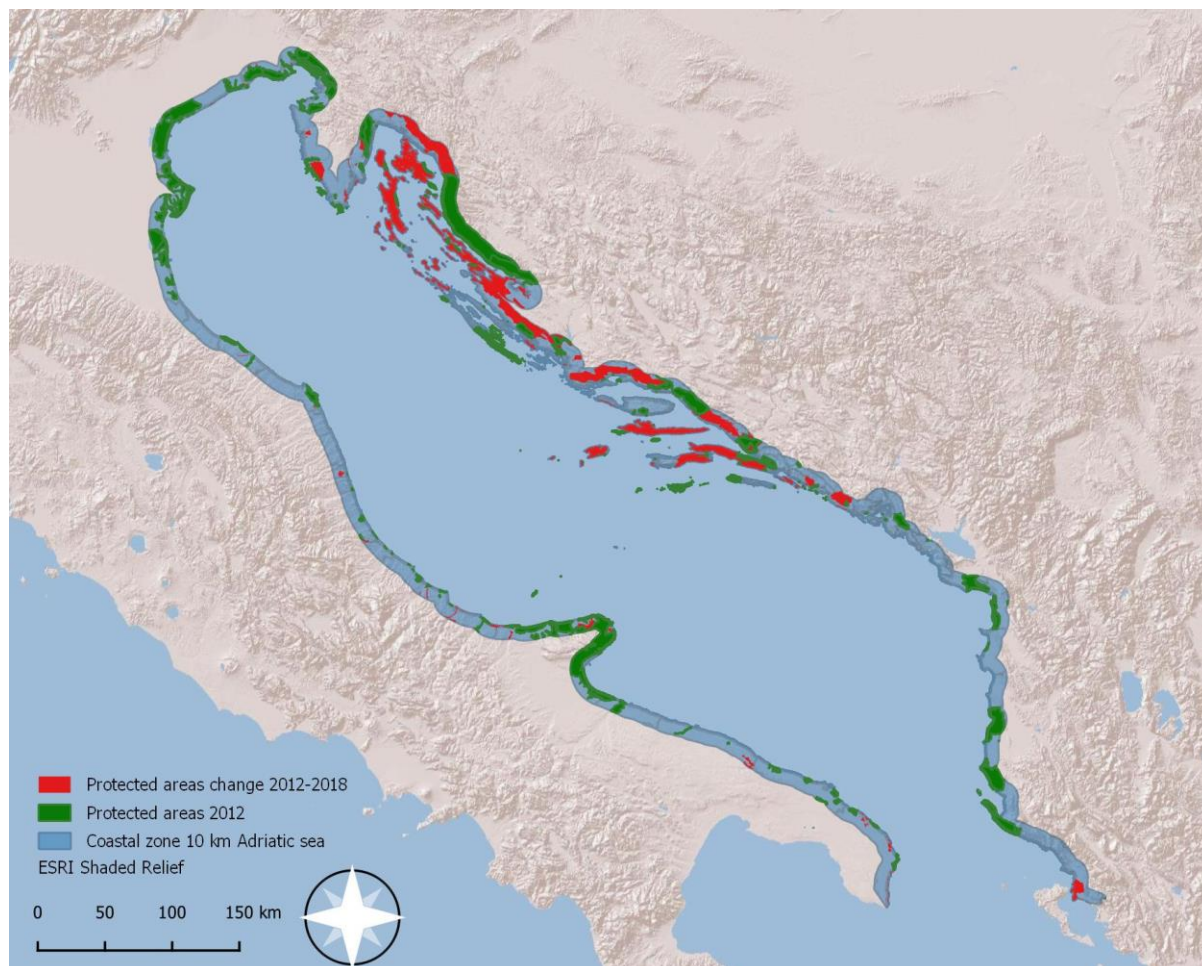 Protected areas change 2012-2018
Protected areas 2012
Coastal zone 10 km Adriatic sea
ESRI Shaded Relief
0 50 100 150 km